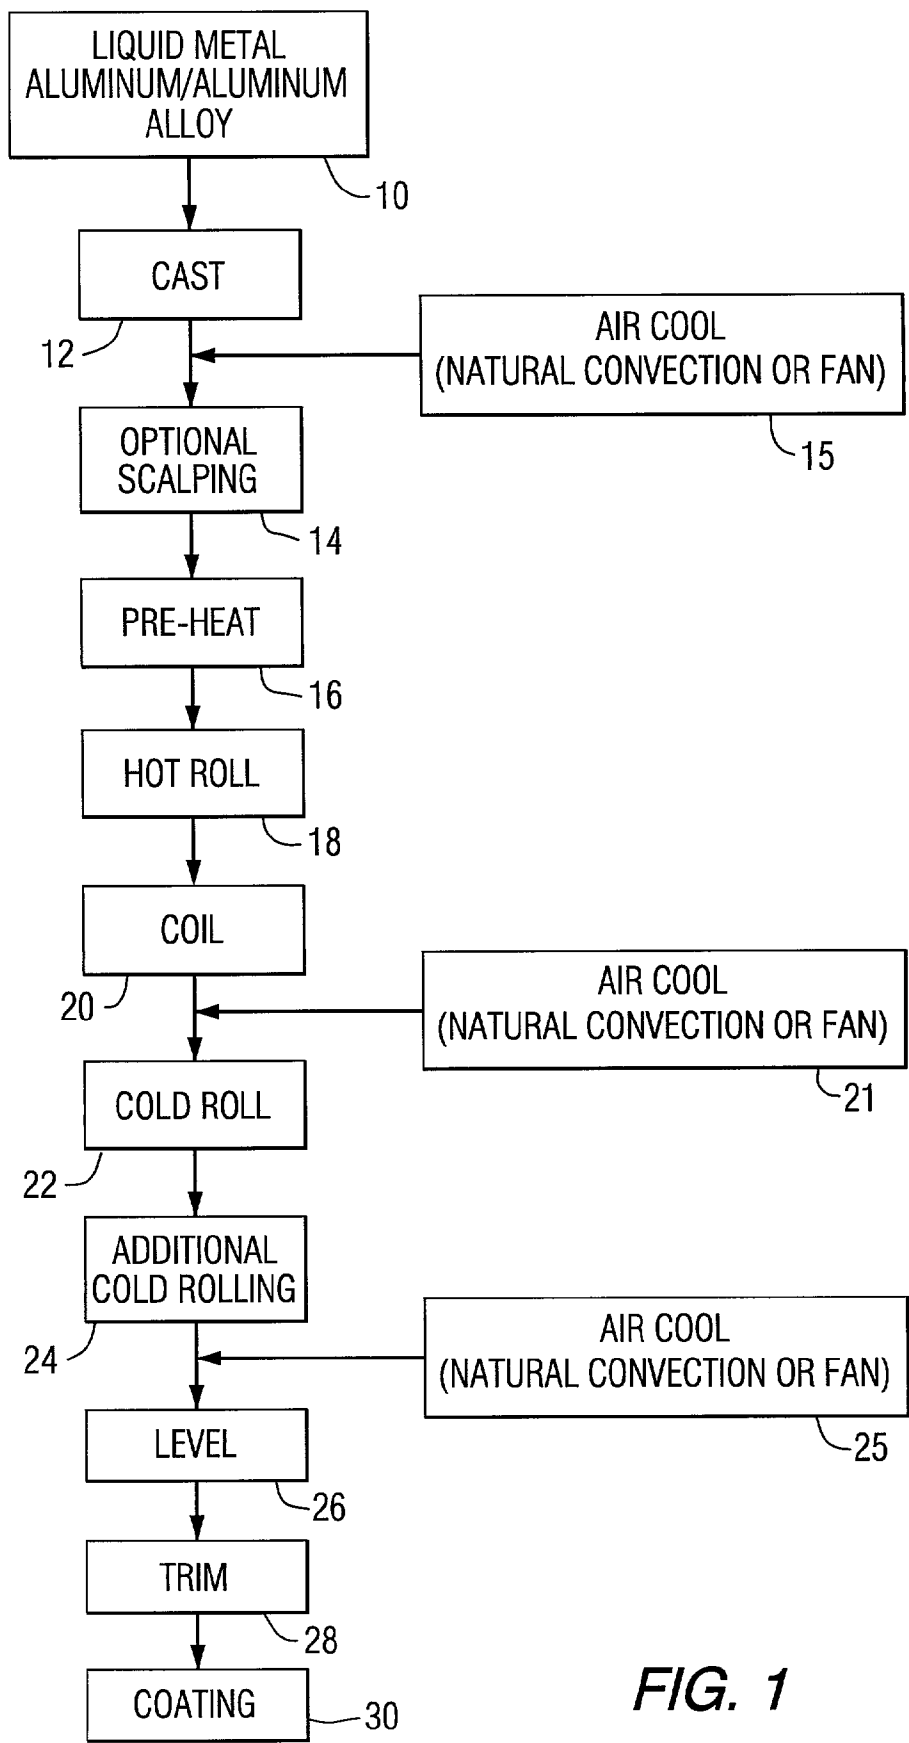 LIQUID METAL
ALUMINUM/ALUMINUM
ALLOY
10
CAST
12
AIR COOL
(NATURAL CONVECTION OR FAN)
15
OPTIONAL
SCALPING
14
PRE-HEAT
16
HOT ROLL
18
COIL
20
AIR COOL
(NATURAL CONVECTION OR FAN)
21
COLD ROLL
22
ADDITIONAL
COLD ROLLING
24
AIR COOL
(NATURAL CONVECTION OR FAN)
25
LEVEL
26
TRIM
28
COATING
30
FIG. 1